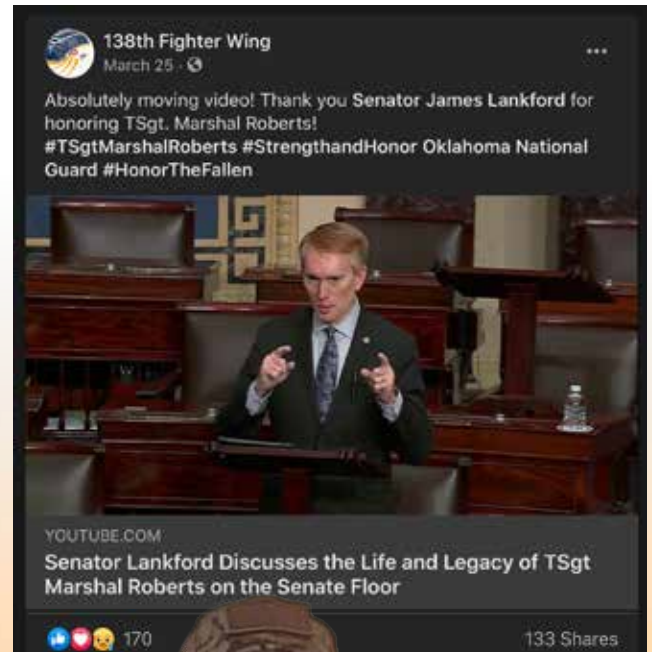 138th Fighter Wing
March 25 ·
Absolutely moving video! Thank you Senator James Lankford for
honoring TSgt. Marshal Roberts!
#TSgtMarshalRoberts #StrengthandHonor Oklahoma National
Guard #HonorTheFallen
YOUTUBE.COM
Senator Lankford Discusses the Life and Legacy of TSgt
Marshal Roberts on the Senate Floor
170
133 Shares